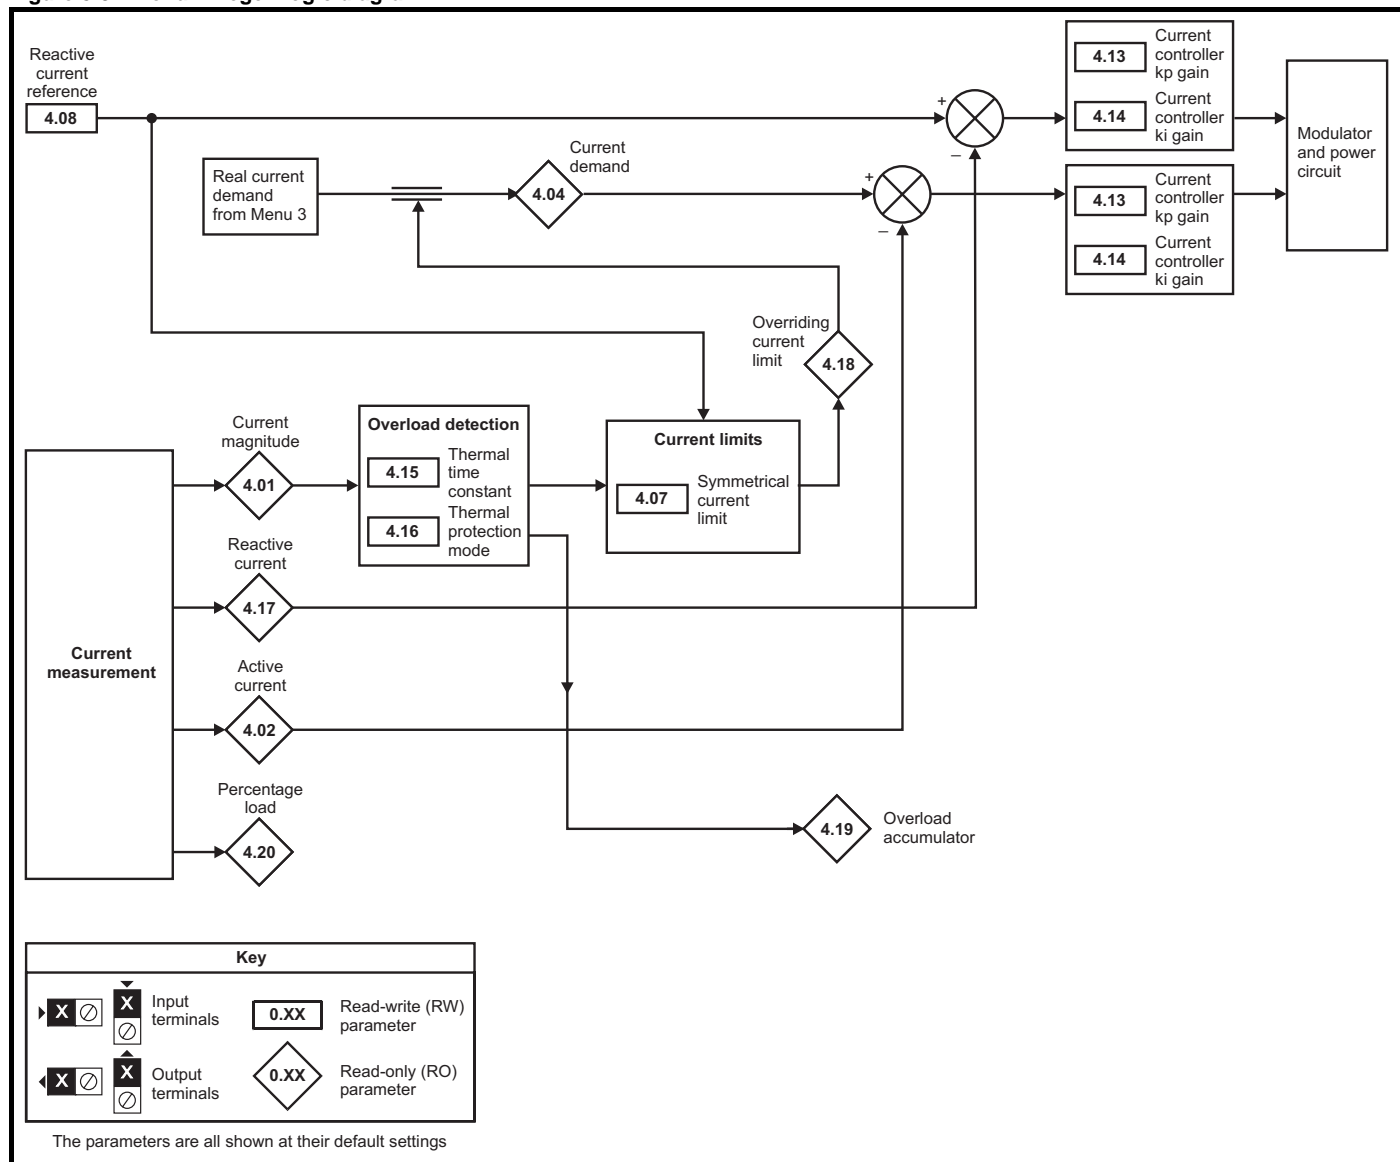 Reactive
current
reference
4.08
Real current
demand
from Menu 3
Current
demand
4.04
+
–
+
–
4.13
Current
controller
kp gain
4.14
Current
controller
ki gain
4.13
Current
controller
kp gain
4.14
Current
controller
ki gain
Modulator
and power
circuit
Overriding
current
limit
4.18
Current
magnitude
4.01
Overload detection
4.15
Thermal
time
constant
4.16
Thermal
protection
mode
Current limits
4.07
Symmetrical
current
limit
Reactive
current
4.17
Current
measurement
Active
current
4.02
Percentage
load
4.20
4.19
Overload
accumulator
Key
X
X
Input
terminals
0.XX
Read-write (RW)
parameter
X
X
Output
terminals
0.XX
Read-only (RO)
parameter
The parameters are all shown at their default settings